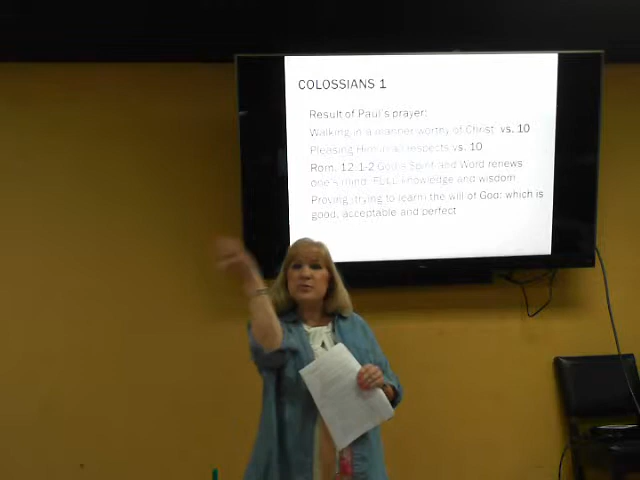 COLOSSIANS 1
Result of Paul's prayer:
Walking in a manner worthy of Christ vs. 10
Pleasing Him in all respects vs. 10
Rom. 12:1-2 God's Spirit and Word renews
one's mind: FULL knowledge and wisdom
Proving (trying to learn) the will of God: which is
good, acceptable and perfect